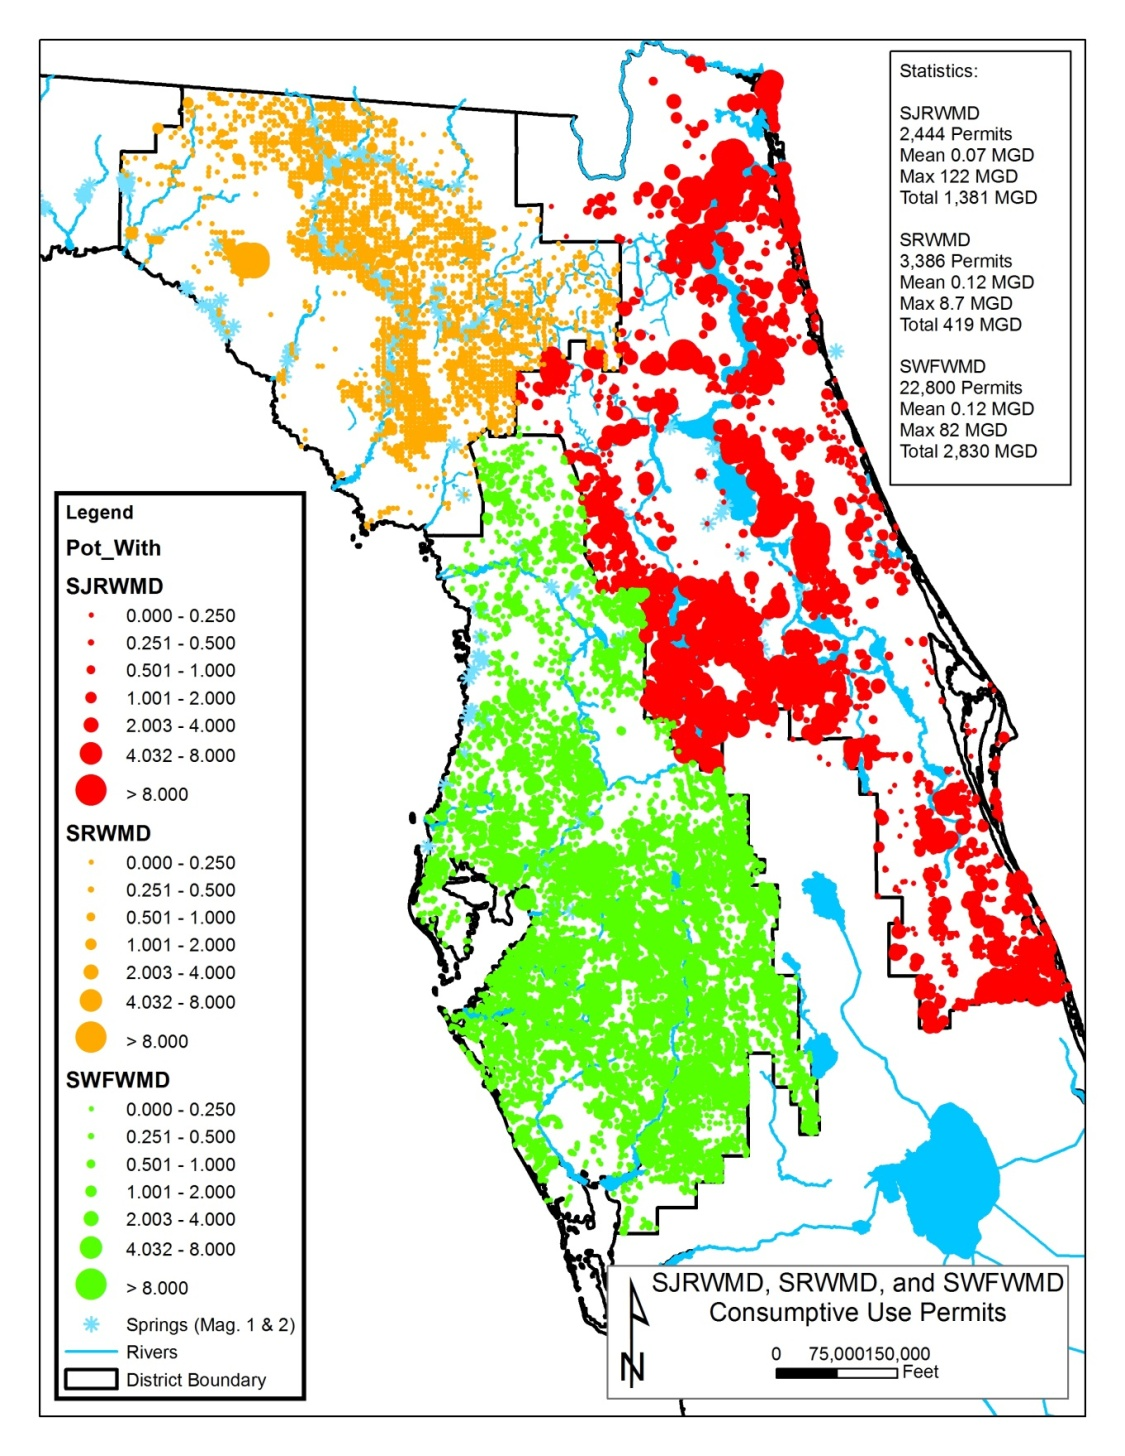 Statistics:
SJRWMD
2,444 Permits
Mean 0.07 MGD
Max 122 MGD
Total 1,381 MGD
SRWMD
3,386 Permits
Mean 0.12 MGD
Max 8.7 MGD
Total 419 MGD
SWFWMD
22,800 Permits
Mean 0.12 MGD
Max 82 MGD
Total 2,830 MGD
Legend
Pot_With
SJRWMD
0.000 - 0.250
0.251 - 0.500
0.501 - 1.000
1.001 - 2.000
2.003 - 4.000
4.032 - 8.000
> 8.000
SRWMD
0.000 - 0.250
0.251 - 0.500
0.501 - 1.000
1.001 - 2.000
2.003 - 4.000
4.032 - 8.000
> 8.000
SWFWMD
0.000 - 0.250
0.251 - 0.500
0.501 - 1.000
1.001 - 2.000
2.003 - 4.000
4.032 - 8.000
> 8.000
Springs (Mag. 1 & 2)
Rivers
District Boundary
SJRWMD, SRWMD, and SWFWMD
Consumptive Use Permits
0 75,000150,000
Feet
N